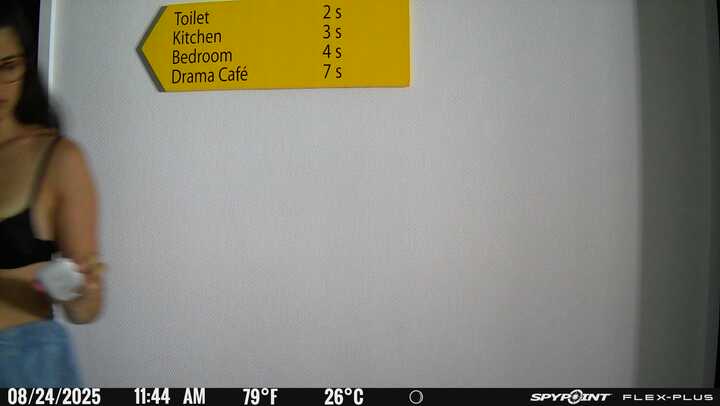 Toilet 2 s
Kitchen 3 s
Bedroom 4 s
Drama Café 7 s
08/24/2025 11:44 AM 79°F 26°C SPYPOINT FLEX-PLUS